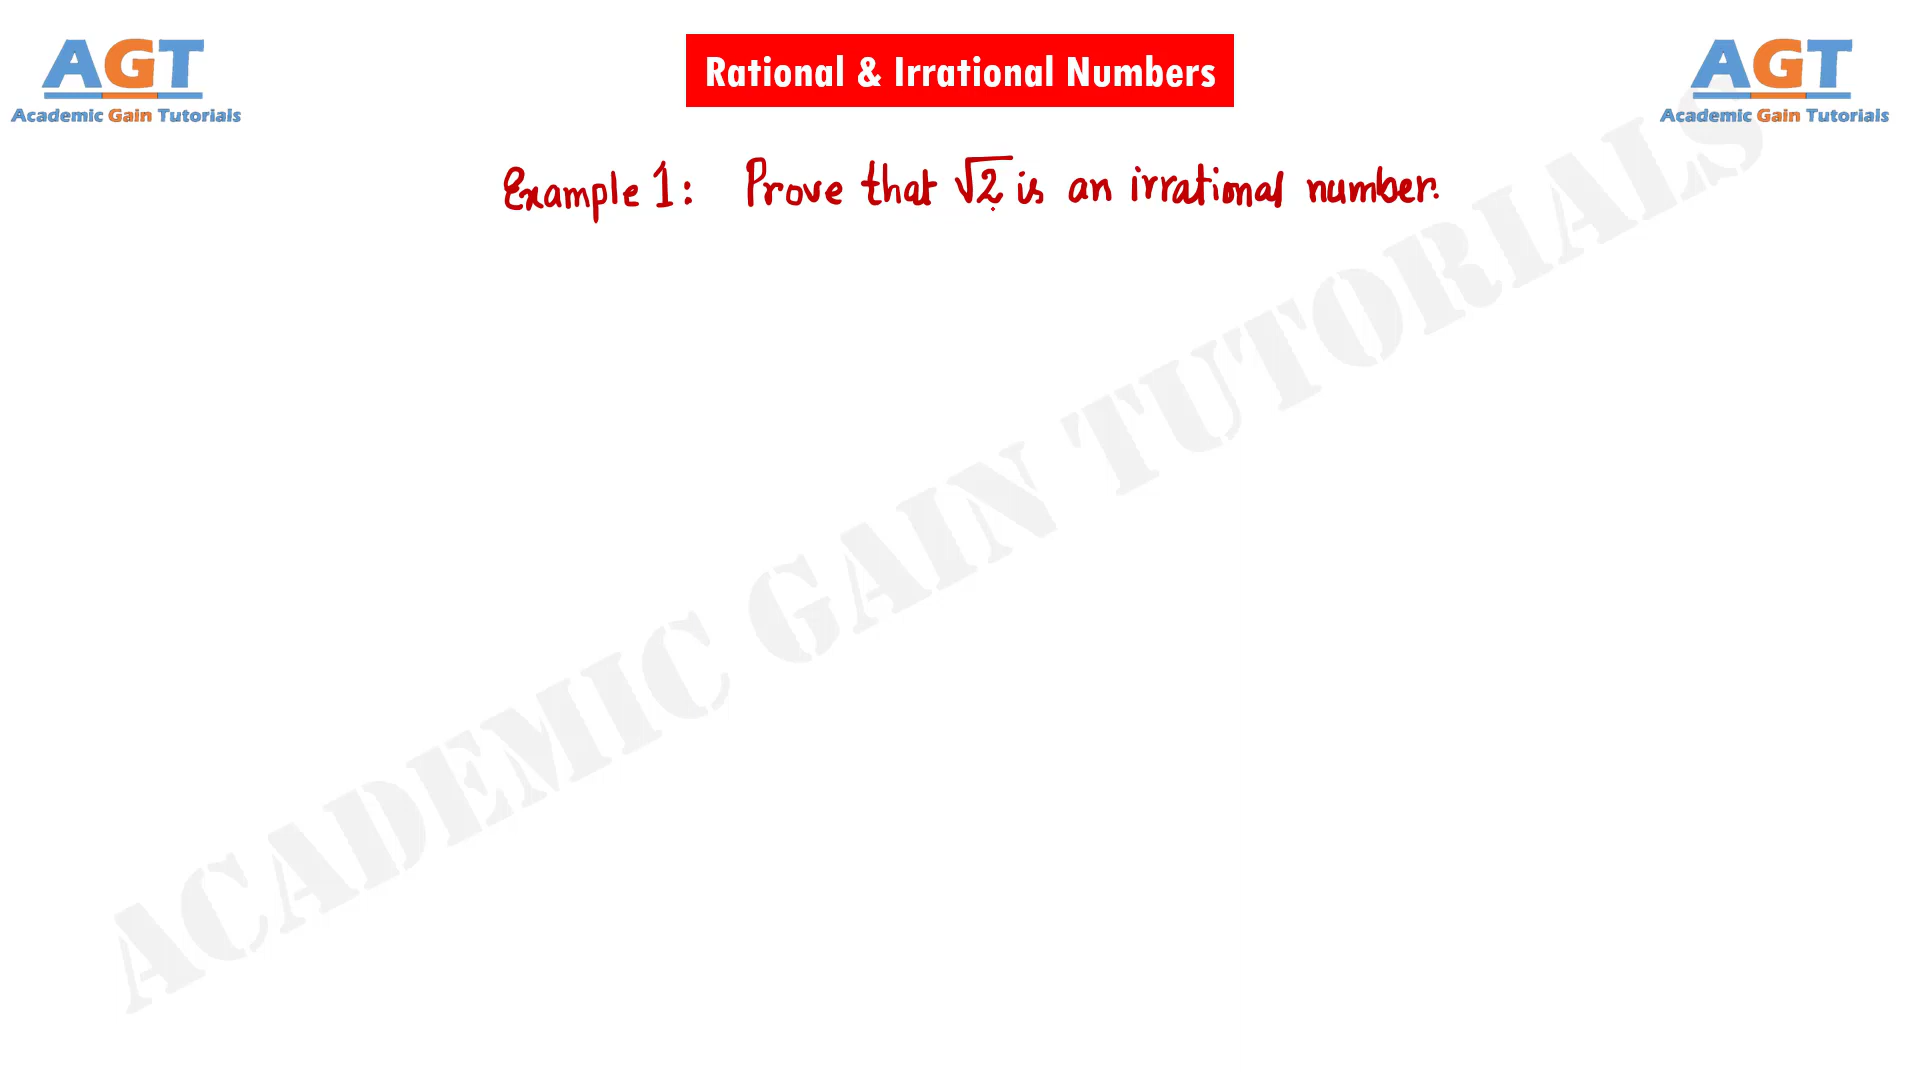 AGT
Academic Gain Tutorials
Rational & Irrational Numbers
AGT
Academic Gain Tutorials
Example 1: Prove that √2 is an irrational number.
ACADEMIC GAIN TUTORIALS